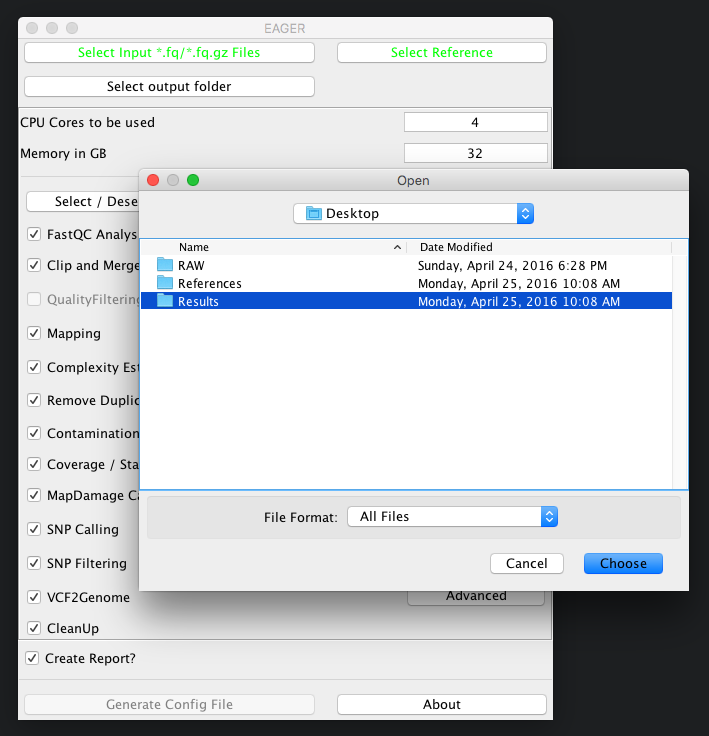 EAGER
Select Input *.fq/*.fq.gz Files
Select Reference
Select output folder
CPU Cores to be used
4
Memory in GB
32
Select / Dese
FastQC Analys
Clip and Merge
QualityFiltering
Mapping
Complexity Est
Remove Duplic
Contamination
Coverage / Sta
MapDamage Ca
SNP Calling
SNP Filtering
VCF2Genome
Advanced
CleanUp
Create Report?
Generate Config File
About
Open
Desktop
Name
Date Modified
RAW
Sunday, April 24, 2016 6:28 PM
References
Monday, April 25, 2016 10:08 AM
Results
Monday, April 25, 2016 10:08 AM
File Format:
All Files
Cancel
Choose